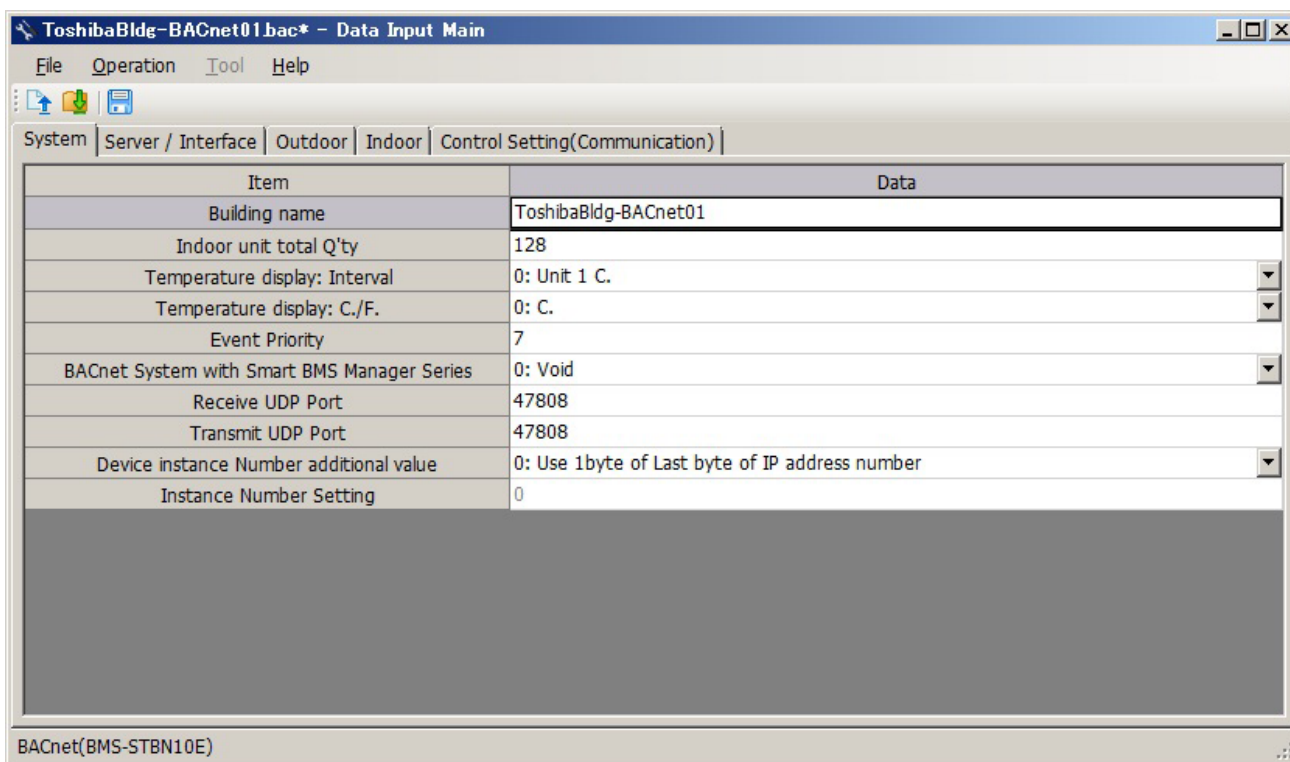 ToshibaBldg-BACnet01.bac* - Data Input Main
File Operation Tool Help
System Server / Interface Outdoor Indoor Control Setting(Communication)
Item Data
Building name ToshibaBldg-BACnet01
Indoor unit total Q'ty 128
Temperature display: Interval 0: Unit 1 C.
Temperature display: C./F. 0: C.
Event Priority 7
BACnet System with Smart BMS Manager Series 0: Void
Receive UDP Port 47808
Transmit UDP Port 47808
Device instance Number additional value 0: Use 1byte of Last byte of IP address number
Instance Number Setting 0
BACnet(BMS-STBN10E)